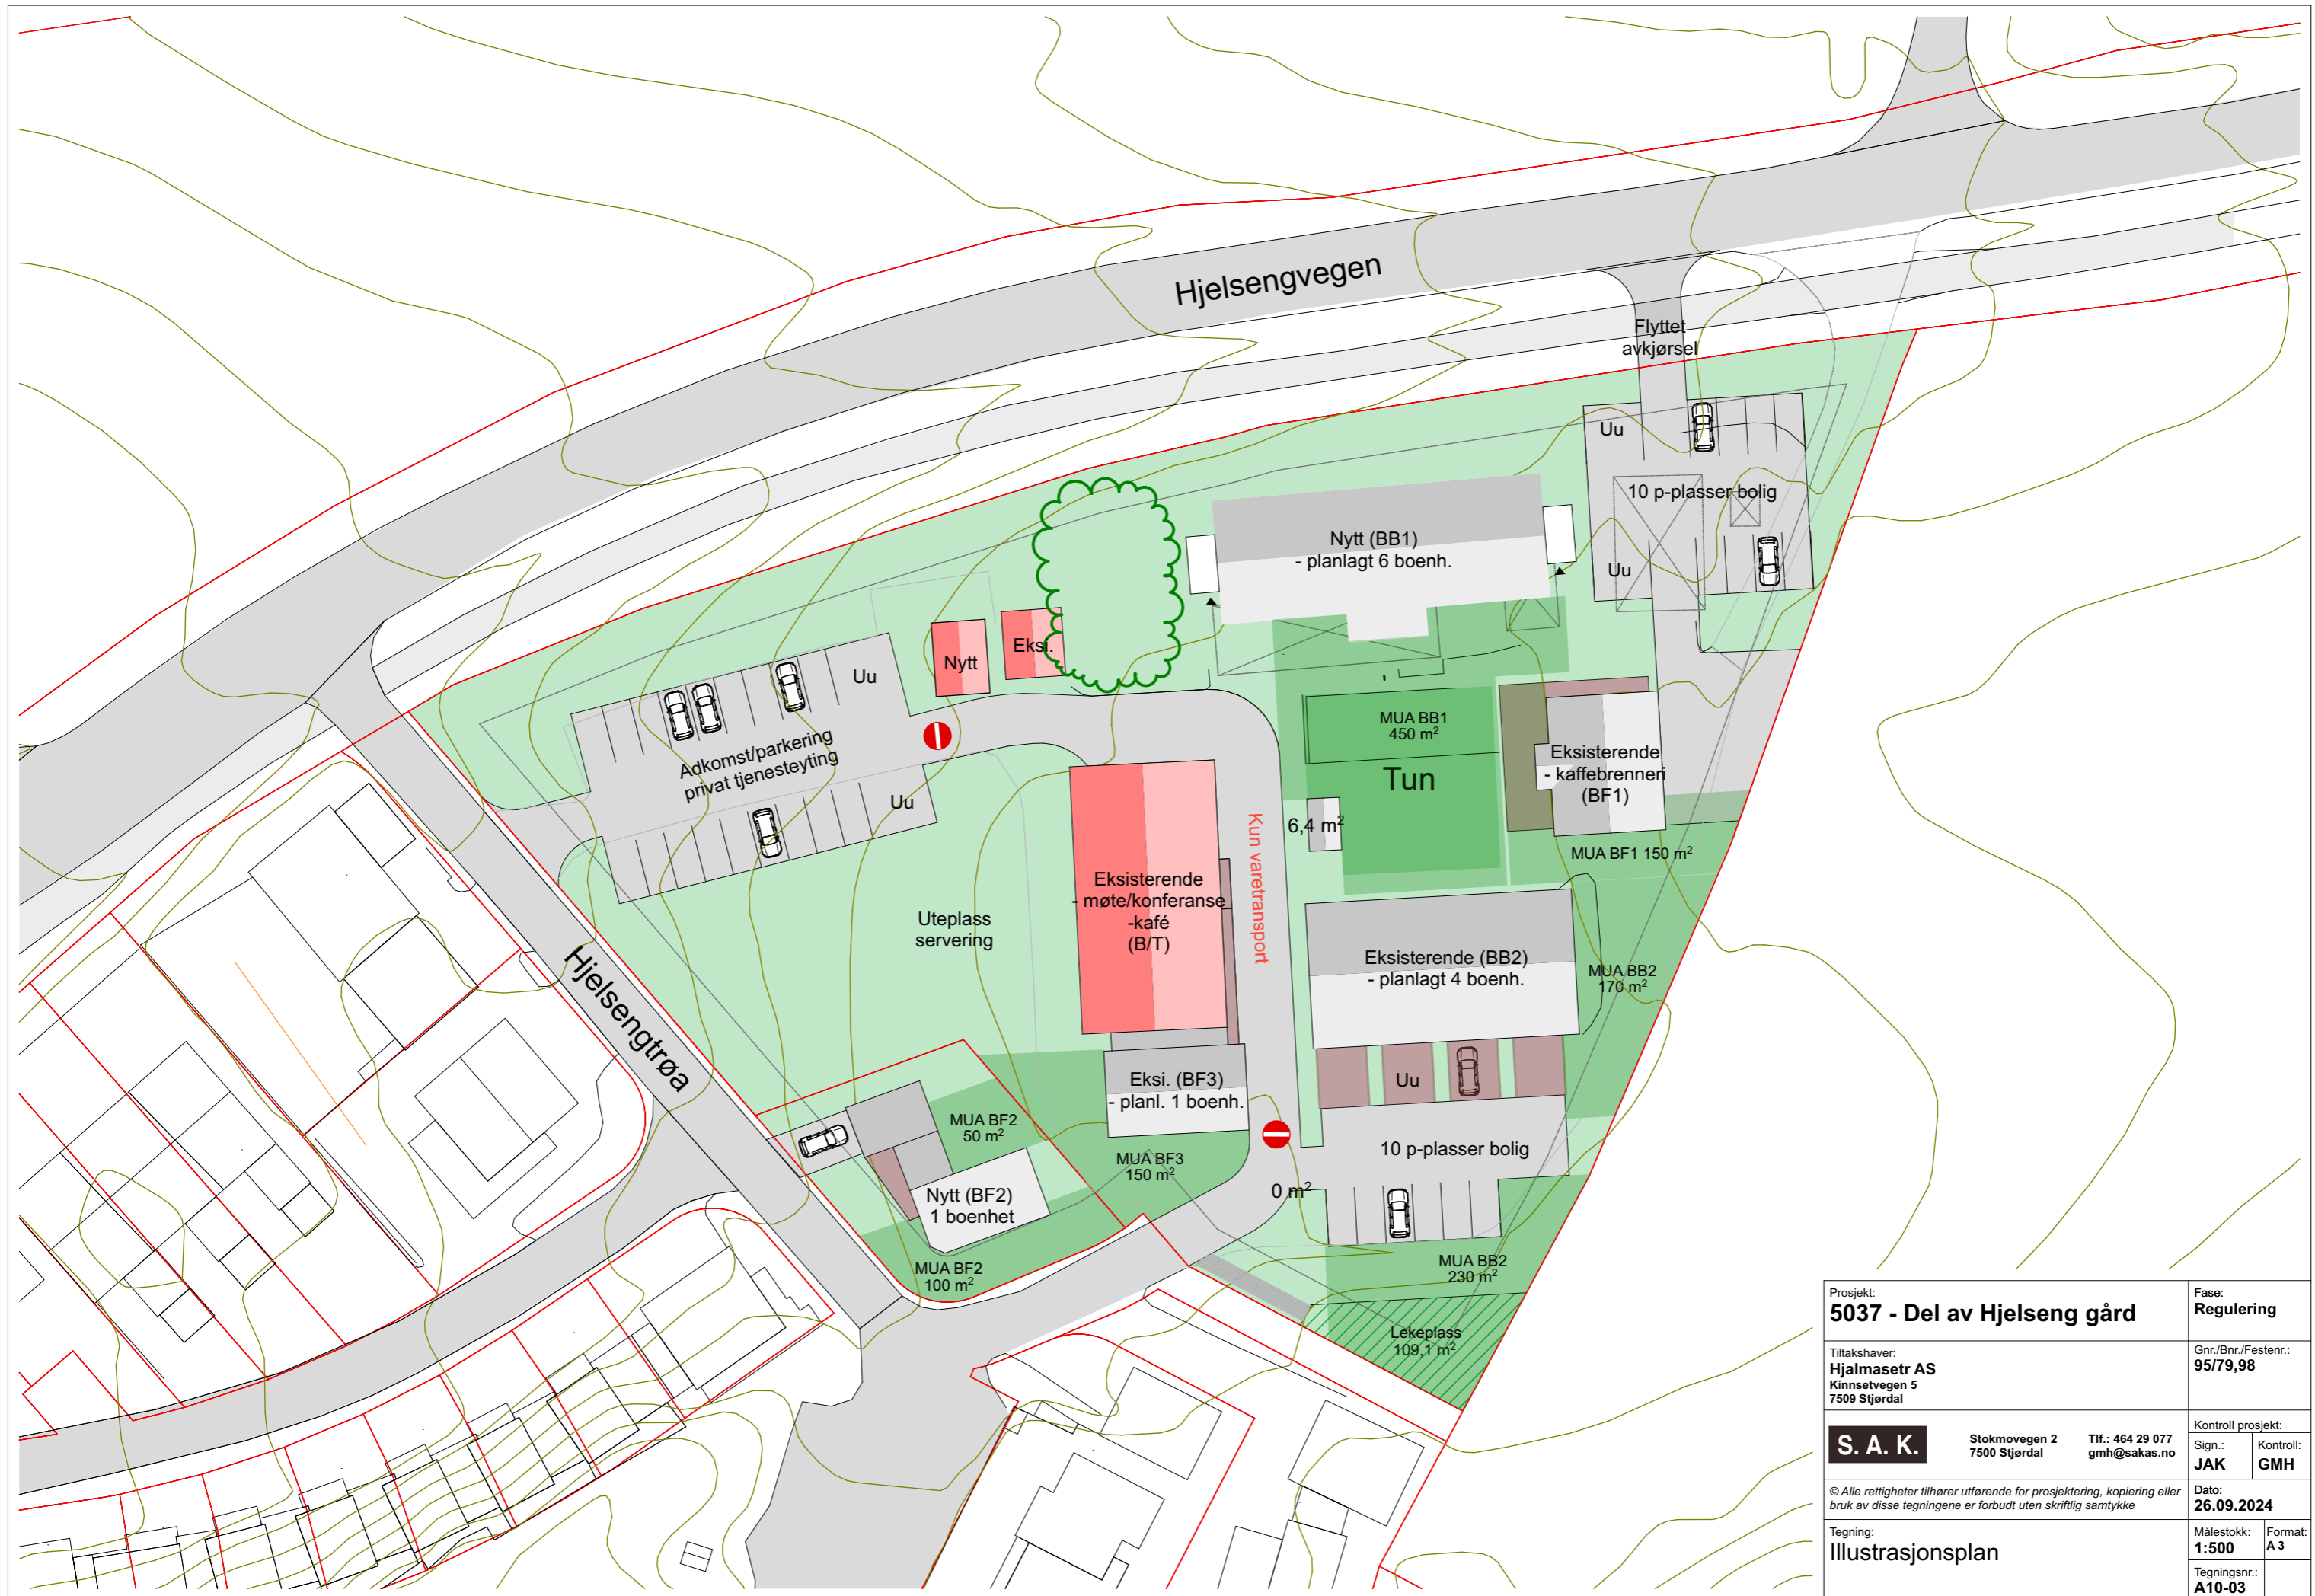 Hjelsengvegen
Flyttet
avkjørsel
Uu
10 p-plasser bolig
Uu
Nytt (BB1)
- planlagt 6 boenh.
Nytt
Eksi.
Uu
Adkomst/parkering
privat tjenesteyting
Uu
MUA BB1
450 m²
Tun
6,4 m²
Eksisterende
- kaffebrenneri
(BF1)
MUA BF1 150 m²
Kun varetransport
Eksisterende
- møte/konferanse
-kafé
(B/T)
Uteplass
servering
Hjelsengtrøa
Eksisterende (BB2)
- planlagt 4 boenh.
MUA BB2
170 m²
Uu
Eksi. (BF3)
- planl. 1 boenh.
MUA BF2
50 m²
MUA BF3
150 m²
10 p-plasser bolig
0 m²
Nytt (BF2)
1 boenhet
MUA BF2
100 m²
MUA BB2
230 m²
Lekeplass
109,1 m²
Prosjekt:
5037 - Del av Hjelseng gård
Fase:
Regulering
Tiltakshaver:
Hjalmasetr AS
Kinnsetvegen 5
7509 Stjørdal
Gnr./Bnr./Festenr.:
95/79,98
S. A. K.
Stokmovegen 2
7500 Stjørdal
Tlf.: 464 29 077
gmh@sakas.no
Kontroll prosjekt:
Sign.:
JAK
Kontroll:
GMH
© Alle rettigheter tilhører utførende for prosjektering, kopiering eller
bruk av disse tegningene er forbudt uten skriftlig samtykke
Dato:
26.09.2024
Tegning:
Illustrasjonsplan
Målestokk:
1:500
Format:
A 3
Tegningsnr.:
A10-03